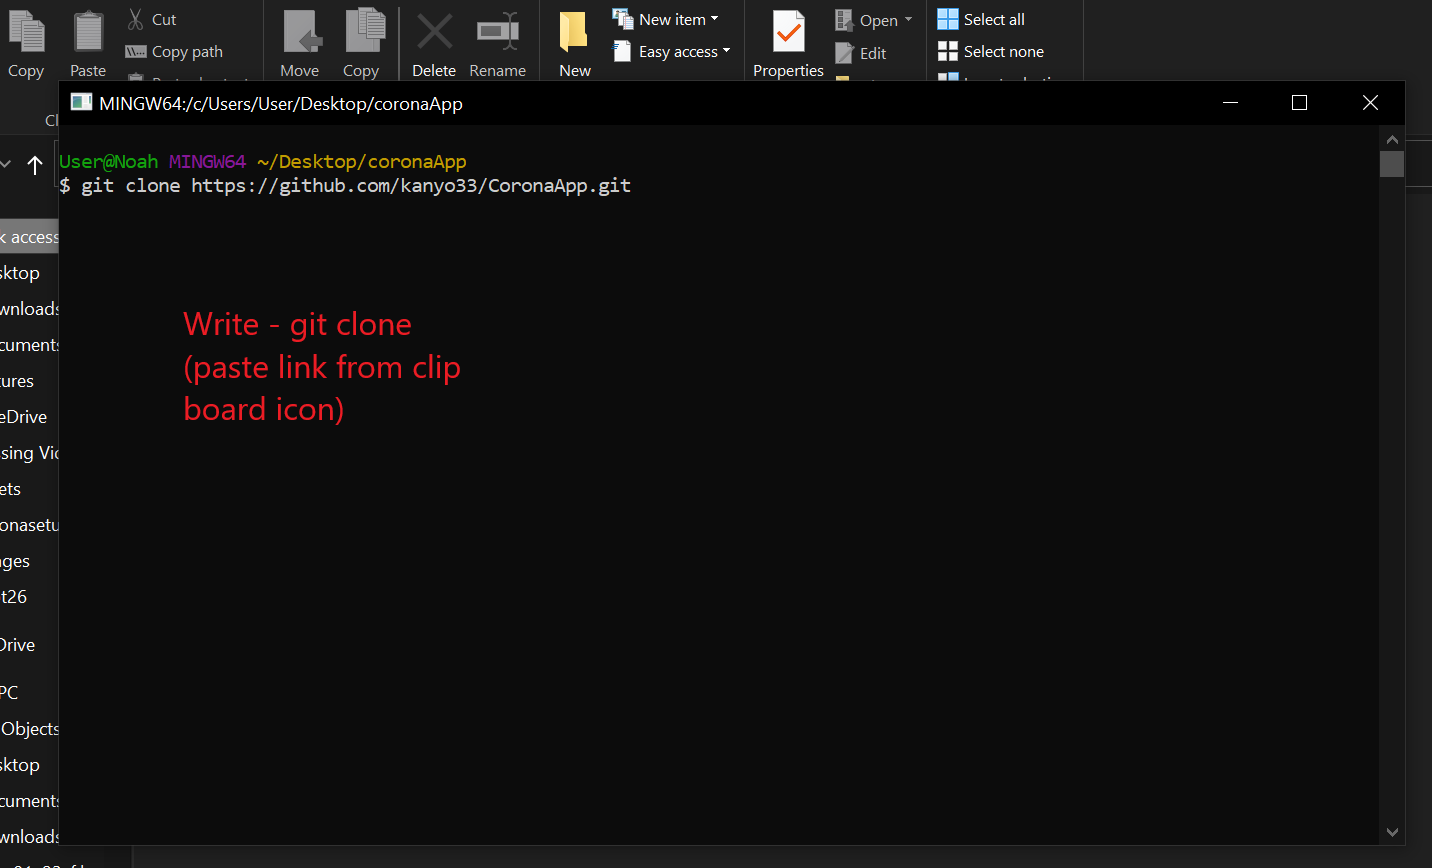 Cut
New item
Open
Select all
Copy path
Easy access
Edit
Select none
Copy
Paste
Move
Copy
Delete
Rename
New
Properties
MINGW64:/c/Users/User/Desktop/coronaApp
User@Noah MINGW64 ~/Desktop/coronaApp
$ git clone https://github.com/kanyo33/CoronaApp.git
Write - git clone
(paste link from clip
board icon)
k access
sktop
wnloads
cuments
tures
eDrive
sing Vic
ets
onasetu
ges
t26
Drive
PC
Objects
sktop
cuments
wnloads